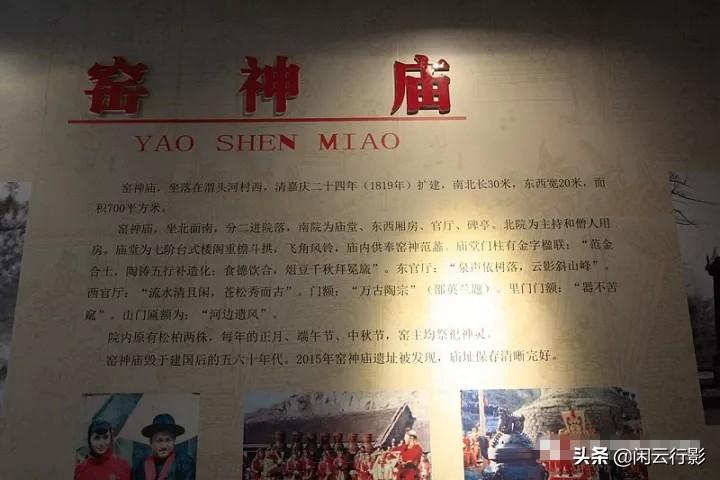 窑神庙
YAO SHEN MIAO
窑神庙，坐落在渭头河村西，清嘉庆二十四年（1819年）扩建，南北长30米，东西宽20米，面
积700平方米。
窑神庙，坐北面南，分二进院落，南院为庙堂、东西厢房、官厅、碑亭。北院为主持和僧人用
房。庙堂为七阶台式楼阁重檐斗拱，飞角风铃，庙内供奉窑神范蠡。庙堂门柱有金字楹联：“范金
合土，陶铸五行补造化；食德饮合，俎豆千秋拜冕旒”。东官厅：“泉声依树落，云影斜山峰”。
西官厅：“流水清且闲，苍松秀而古”。门额：“万古陶宗”（郜英兰题）。里门门额：“器不苦
窳”。山门匾额为：“河边遗风”。
院内原有松柏两株，每年的正月、端午节、中秋节，窑主均祭祀神灵。
窑神庙毁于建国后的五六十年代。2015年窑神庙遗址被发现，庙址保存清晰完好。
头条@闲云行影